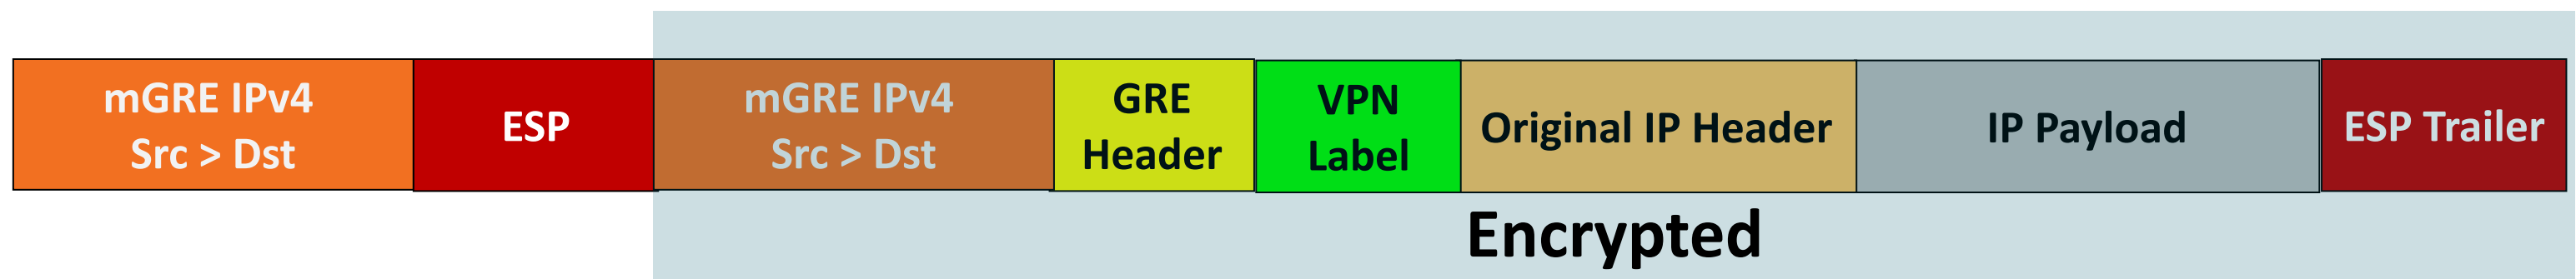 mGRE IPv4
Src > Dst
ESP
mGRE IPv4
Src > Dst
GRE
Header
VPN
Label
Original IP Header
IP Payload
ESP Trailer
Encrypted